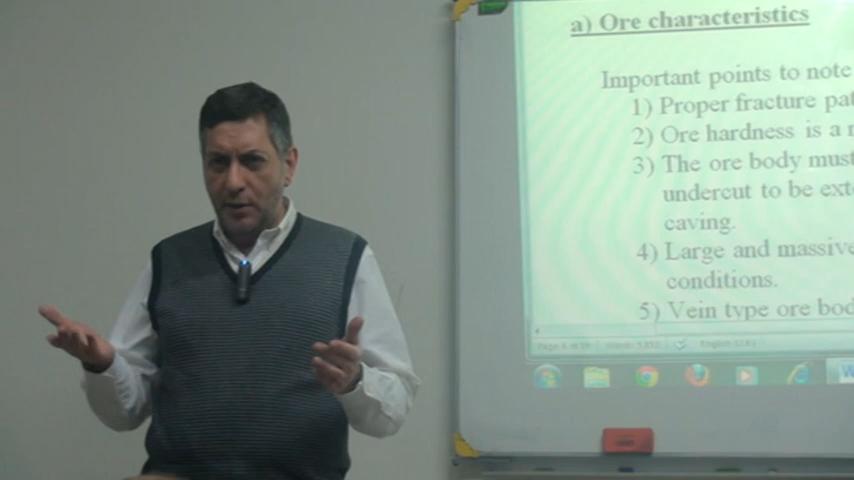 a) Ore characteristics
Important points to note
1) Proper fracture pat
2) Ore hardness is a
3) The ore body must
undercut to be exte
caving.
4) Large and massive
conditions.
5) Vein type ore bod